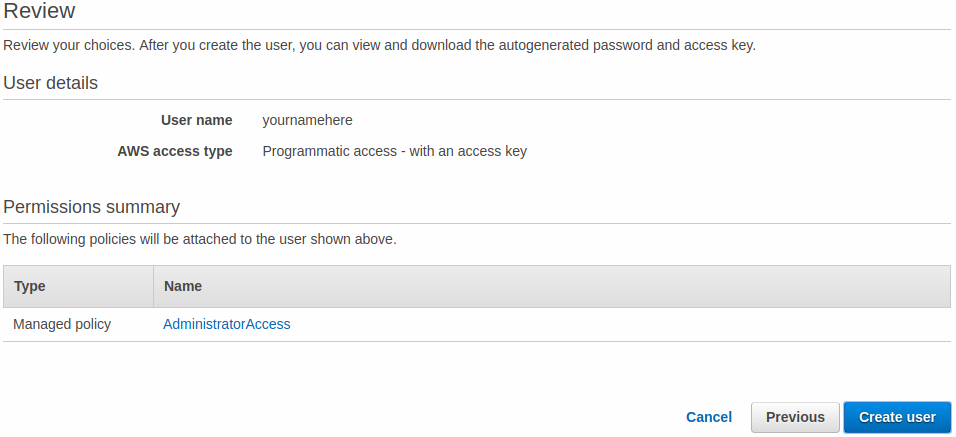 Review
Review your choices. After you create the user, you can view and download the autogenerated password and access key.
User details
User name yournamehere
AWS access type Programmatic access - with an access key
Permissions summary
The following policies will be attached to the user shown above.
Type Name
Managed policy AdministratorAccess
Cancel Previous Create user